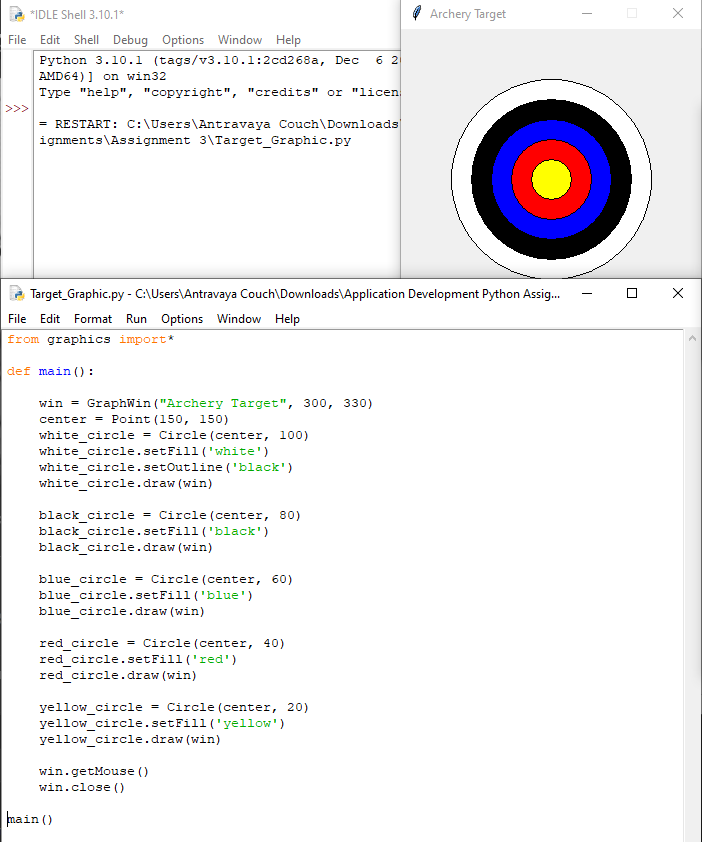 *IDLE Shell 3.10.1*
File Edit Shell Debug Options Window Help
Python 3.10.1 (tags/v3.10.1:2cd268a, Dec 6
AMD64)] on win32
Type "help", "copyright", "credits" or
>>>
= RESTART: C:\Users\Antravaya Couch\Downloads
ignments\Assignment 3\Target_Graphic.py
Archery Target
Target_Graphic.py - C:\Users\Antravaya Couch\Downloads\Application Development Python Assig...
File Edit Format Run Options Window Help
from graphics import*
def main():
win = GraphWin("Archery Target", 300, 330)
center = Point(150, 150)
white_circle = Circle(center, 100)
white_circle.setFill('white')
white_circle.setOutline('black')
white_circle.draw(win)
black_circle = Circle(center, 80)
black_circle.setFill('black')
black_circle.draw(win)
blue_circle = Circle(center, 60)
blue_circle.setFill('blue')
blue_circle.draw(win)
red_circle = Circle(center, 40)
red_circle.setFill('red')
red_circle.draw(win)
yellow_circle = Circle(center, 20)
yellow_circle.setFill('yellow')
yellow_circle.draw(win)
win.getMouse()
win.close()
main()